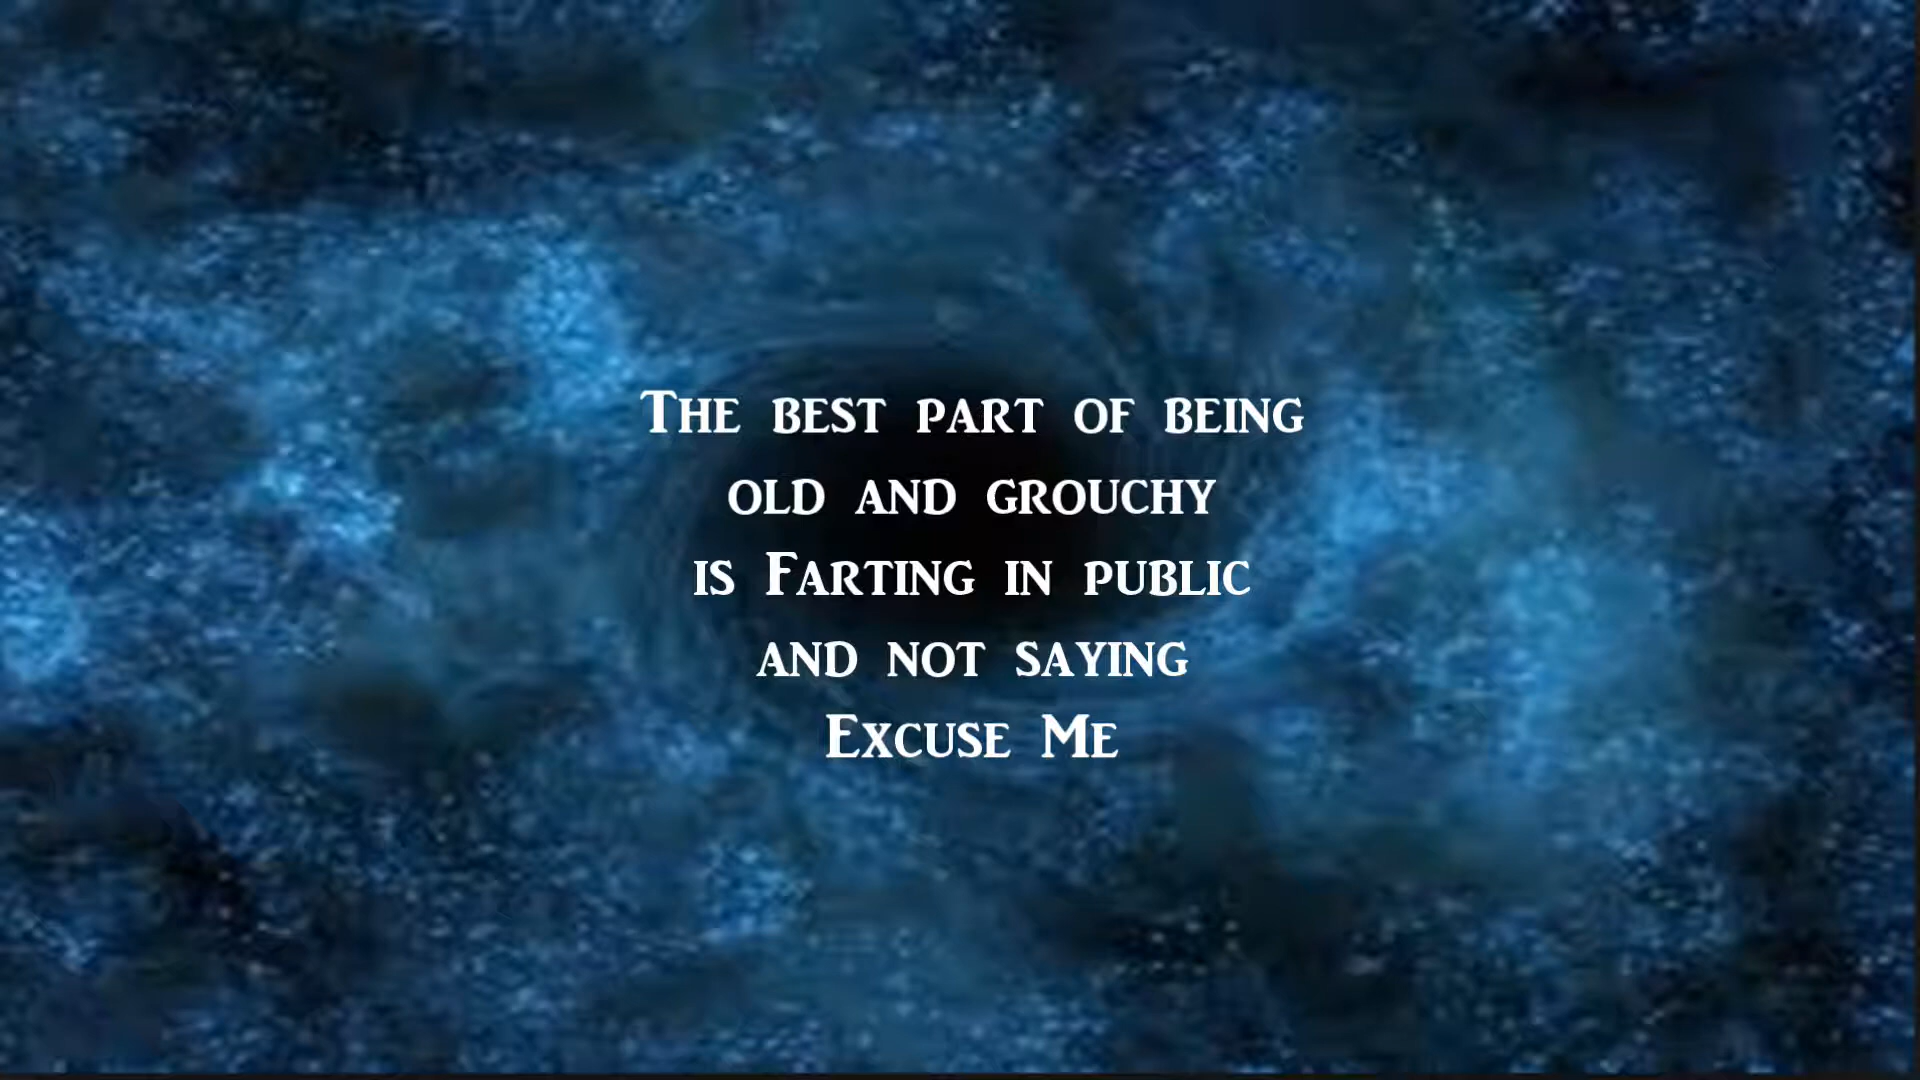 The best part of being
old and grouchy
is Farting in public
and not saying
Excuse Me